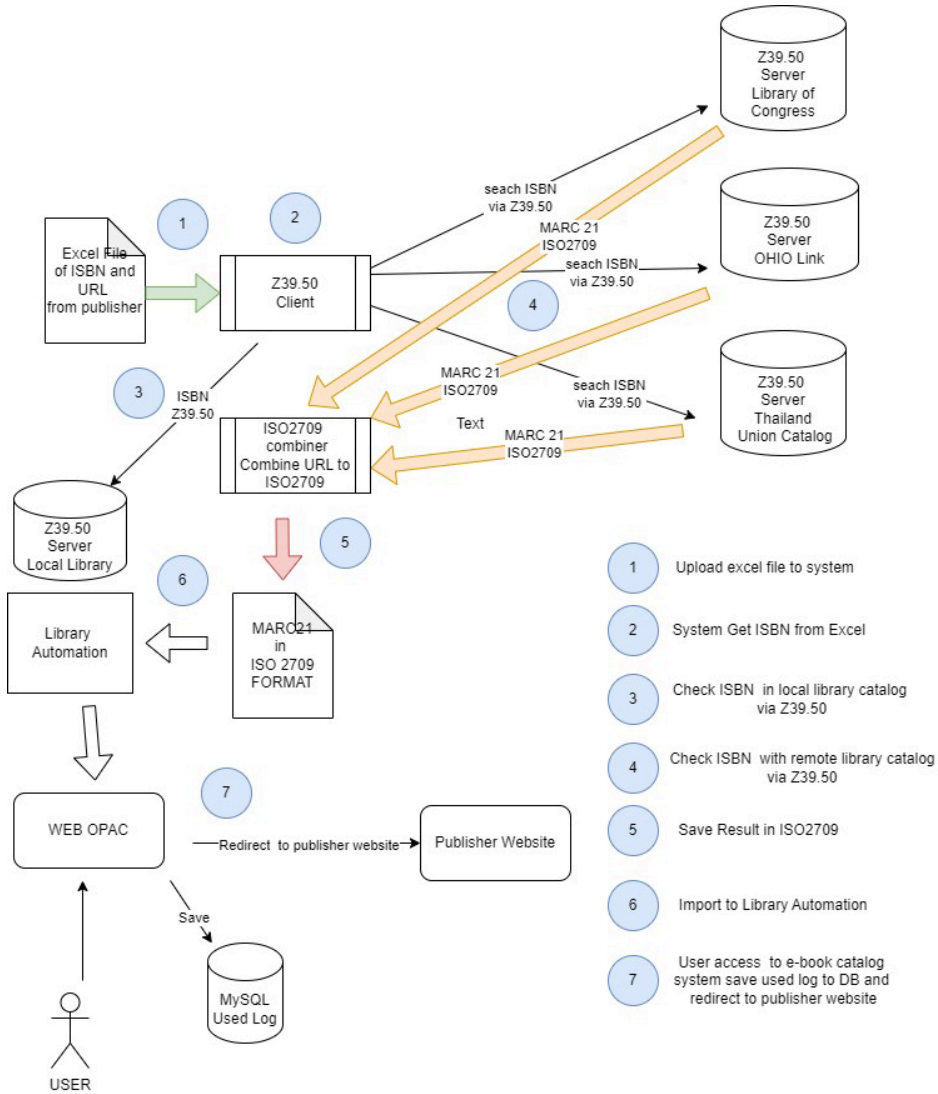 Z39.50
Server
Library of
Congress
seach ISBN
via Z39.50
1
2
Excel File
of ISBN and
URL
from publisher
Z39.50
Client
MARC 21
ISO2709
Z39.50
Server
OHIO Link
seach ISBN
via Z39.50
4
3
ISBN
Z39.50
MARC 21
ISO2709
seach ISBN
via Z39.50
Z39.50
Server
Thailand
Union Catalog
ISO2709
combiner
Combine URL to
ISO2709
Text
MARC 21
ISO2709
Z39.50
Server
Local Library
5
6
Library
Automation
MARC21
in
ISO 2709
FORMAT
WEB OPAC
7
Redirect to publisher website
Publisher Website
Save
MySQL
Used Log
USER
1
Upload excel file to system
2
System Get ISBN from Excel
3
Check ISBN in local library catalog
via Z39.50
4
Check ISBN with remote library catalog
via Z39.50
5
Save Result in ISO2709
6
Import to Library Automation
7
User access to e-book catalog
system save used log to DB and
redirect to publisher website